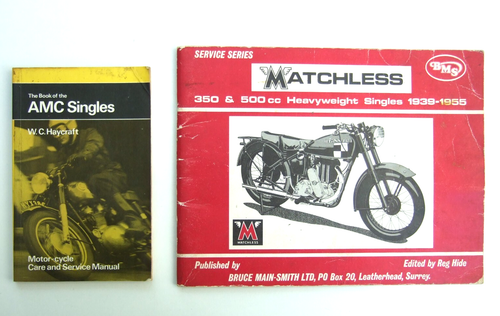 The Book of the
AMC Singles
W. C. Haycraft
Motor-cycle
Care and Service Manual
SERVICE SERIES
BMS
MATCHLESS
350 & 500 cc Heavyweight Singles 1939-1955
M
MATCHLESS
Published by
Edited by Reg Hide
BRUCE MAIN-SMITH LTD, PO Box 20, Leatherhead, Surrey.